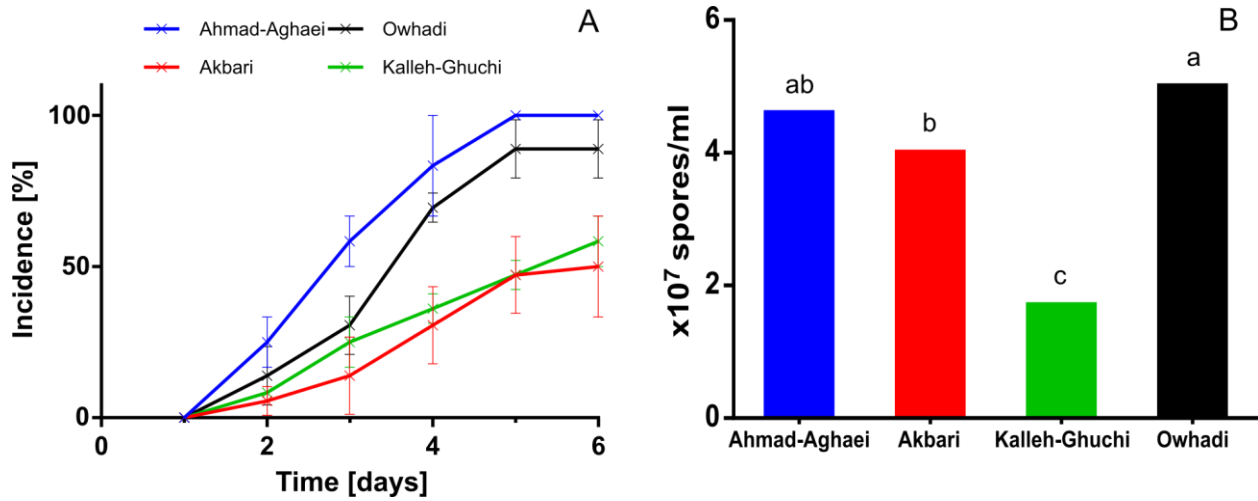 Ahmad-Aghaei
Owhadi
Akbari
Kalleh-Ghuchi
A
Incidence [%]
100
50
0
0
2
4
6
Time [days]
B
x10⁷ spores/ml
6
4
2
0
ab
b
c
a
Ahmad-Aghaei
Akbari
Kalleh-Ghuchi
Owhadi